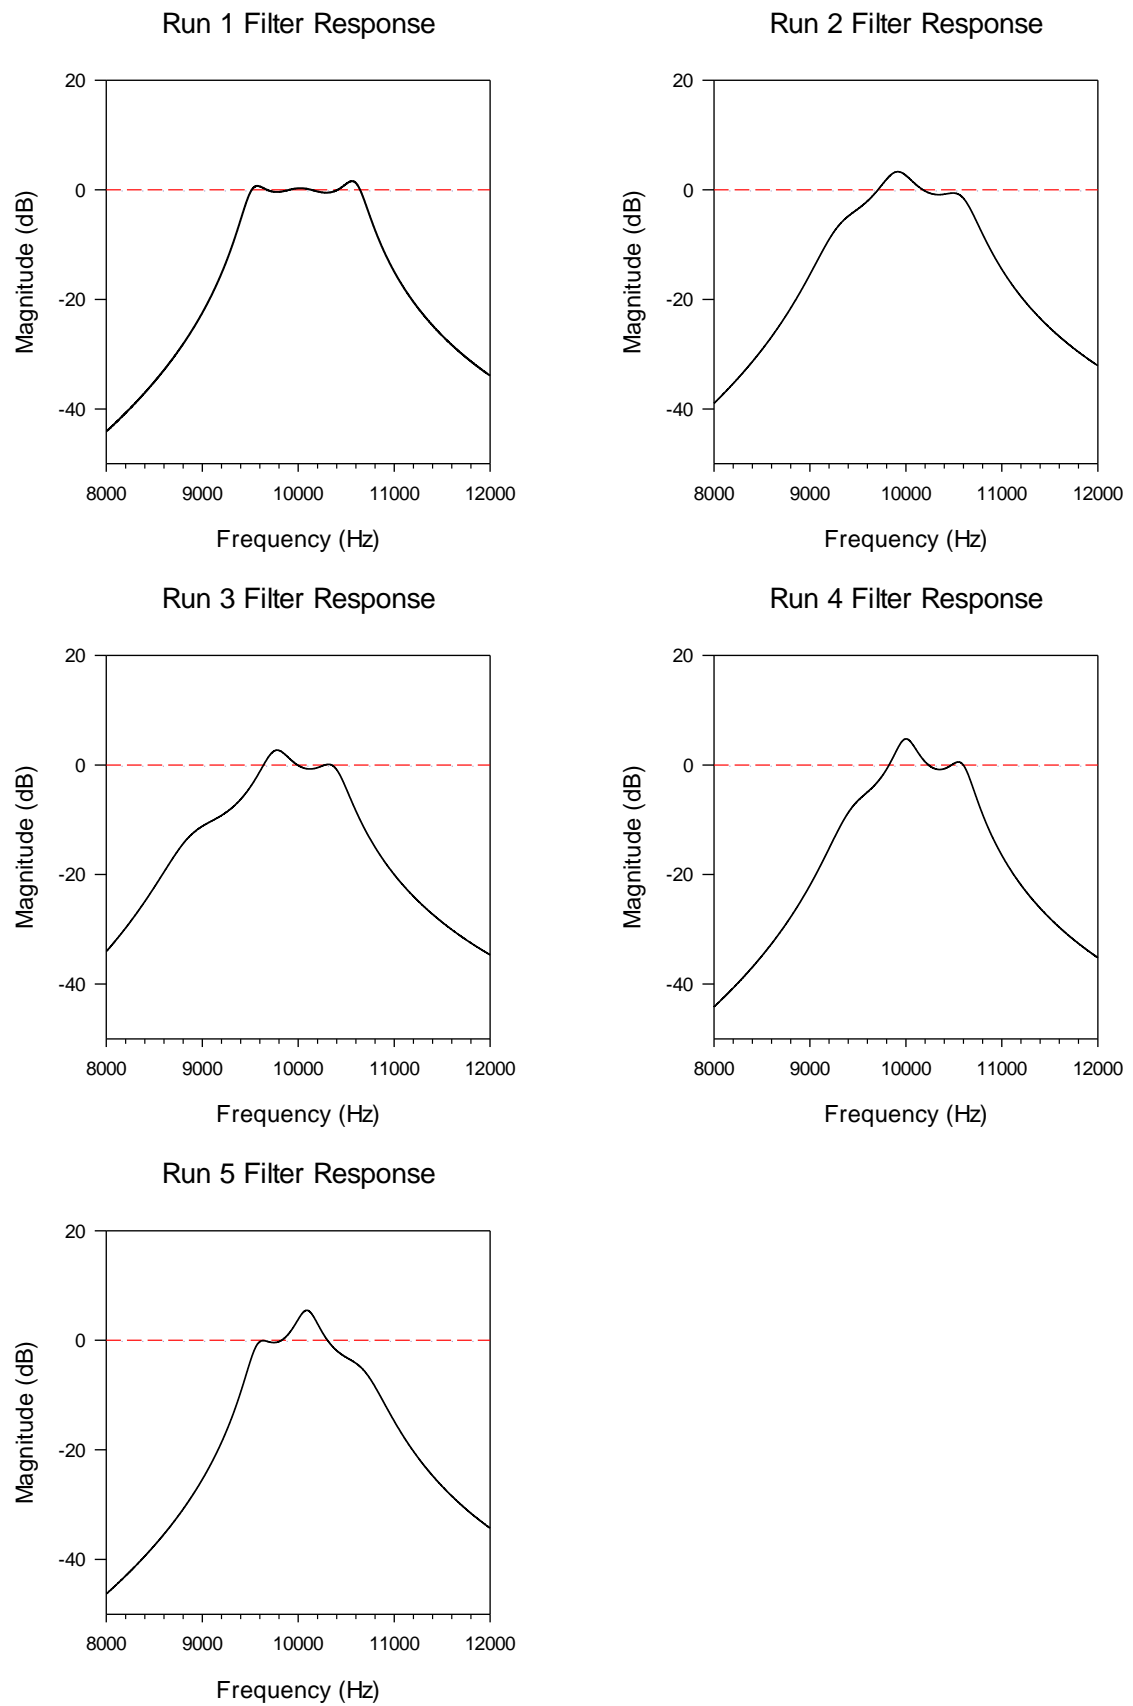 Run 1 Filter Response
20
0
-20
-40
Magnitude (dB)
8000 9000 10000 11000 12000
Frequency (Hz)
Run 2 Filter Response
20
0
-20
-40
Magnitude (dB)
8000 9000 10000 11000 12000
Frequency (Hz)
Run 3 Filter Response
20
0
-20
-40
Magnitude (dB)
8000 9000 10000 11000 12000
Frequency (Hz)
Run 4 Filter Response
20
0
-20
-40
Magnitude (dB)
8000 9000 10000 11000 12000
Frequency (Hz)
Run 5 Filter Response
20
0
-20
-40
Magnitude (dB)
8000 9000 10000 11000 12000
Frequency (Hz)